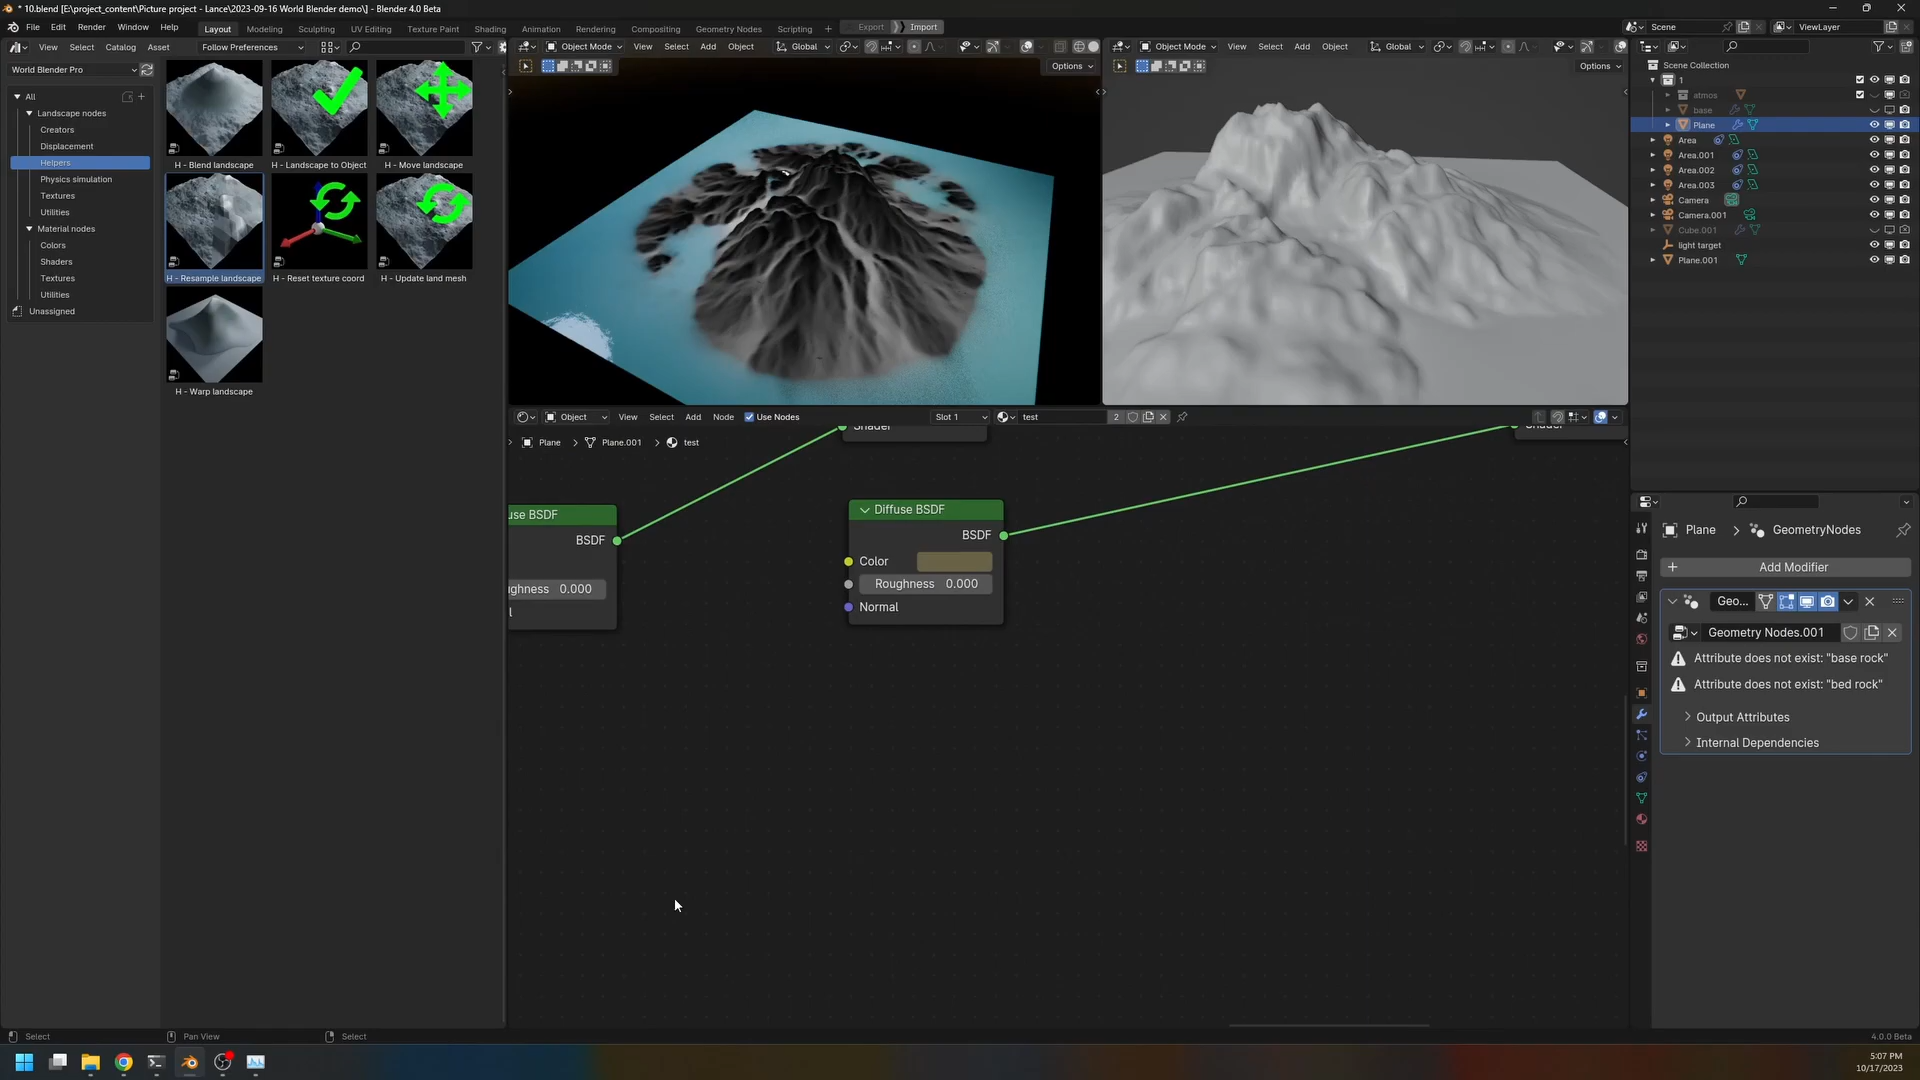 * 10.blend [E:\project_content\Picture project - Lance\2023-09-16 World Blender demo\] - Blender 4.0 Beta
File Edit Render Window Help
Layout Modeling Sculpting UV Editing Texture Paint Shading Animation Rendering Compositing Geometry Nodes Scripting +
Export Import
Scene
ViewLayer
View Select Catalog Asset Follow Preferences
Object Mode View Select Add Object Global
Object Mode View Select Add Object Global
World Blender Pro
Options
Options
All
Landscape nodes
Creators
Displacement
Helpers
Physics simulation
Textures
Utilities
Material nodes
Colors
Shaders
Textures
Utilities
Unassigned
H - Blend landscape
H - Landscape to Object
H - Move landscape
H - Resample landscape
H - Reset texture coord
H - Update land mesh
H - Warp landscape
Scene Collection
1
atmos
base
Plane
Area
Area.001
Area.002
Area.003
Camera
Camera.001
Cube.001
light target
Plane.001
Object View Select Add Node Use Nodes Slot 1 test 2
Plane > Plane.001 > test
Shader
Shader
use BSDF
BSDF
ughness 0.000
l
Diffuse BSDF
BSDF
Color
Roughness 0.000
Normal
Plane > GeometryNodes
+ Add Modifier
Geo...
Geometry Nodes.001
Attribute does not exist: "base rock"
Attribute does not exist: "bed rock"
Output Attributes
Internal Dependencies
Select Pan View Select
4.0.0 Beta
5:07 PM
10/17/2023